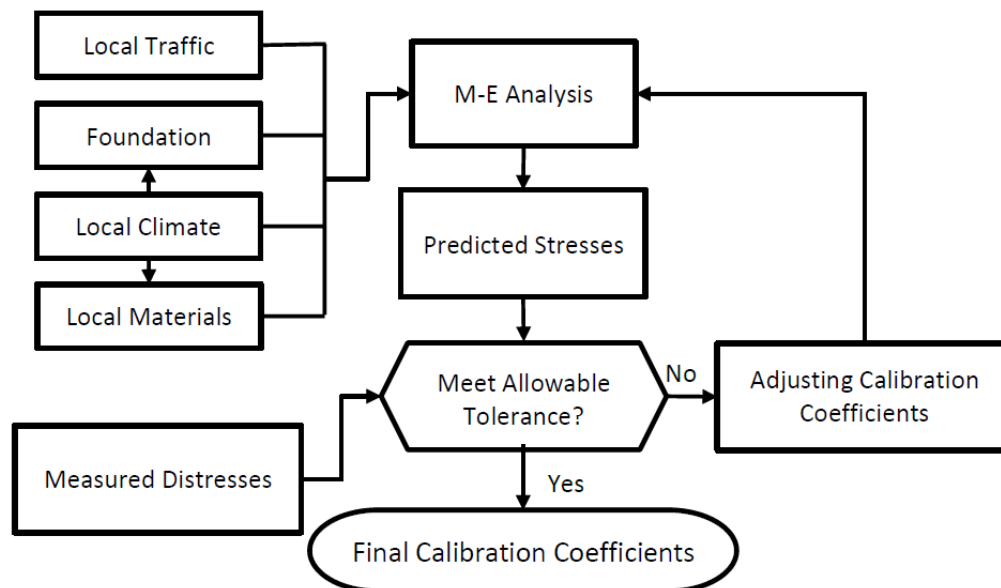 Local Traffic
M-E Analysis
Foundation
Local Climate
Predicted Stresses
Local Materials
Meet Allowable
Tolerance?
No
Adjusting Calibration
Coefficients
Measured Distresses
Yes
Final Calibration Coefficients